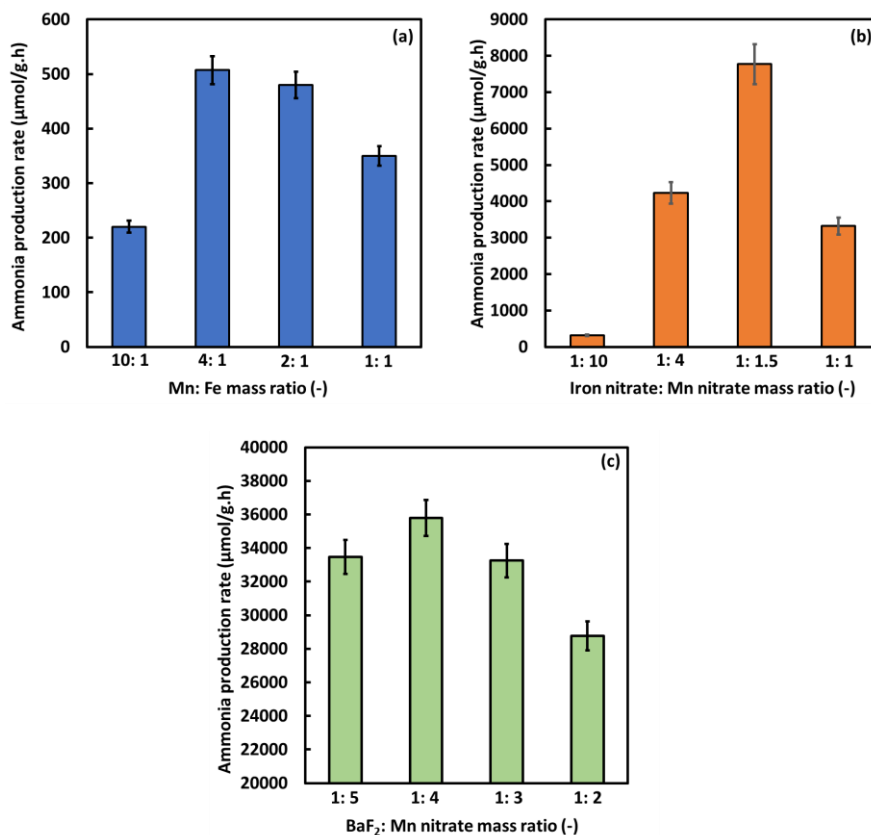 (a)
Ammonia production rate (μmol/g.h)
600
500
400
300
200
100
0
10: 1 4: 1 2: 1 1: 1
Mn: Fe mass ratio (-)
(b)
Ammonia production rate (μmol/g.h)
9000
8000
7000
6000
5000
4000
3000
2000
1000
0
1: 10 1: 4 1: 1.5 1: 1
Iron nitrate: Mn nitrate mass ratio (-)
(c)
Ammonia production rate (μmol/g.h)
40000
38000
36000
34000
32000
30000
28000
26000
24000
22000
20000
1: 5 1: 4 1: 3 1: 2
BaF₂: Mn nitrate mass ratio (-)